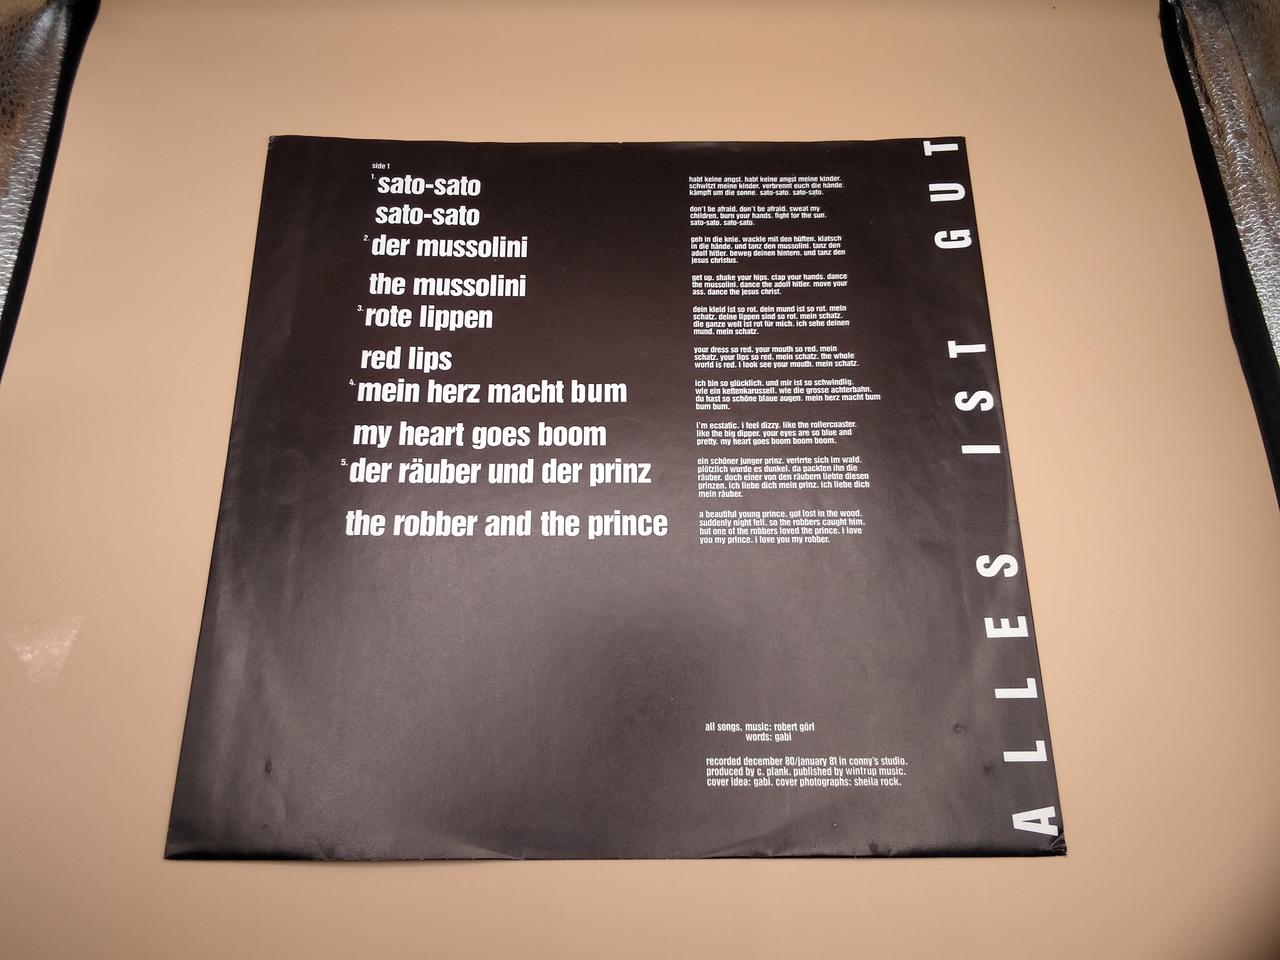 side 1
1. sato-sato
sato-sato
2. der mussolini
the mussolini
3. rote lippen
red lips
4. mein herz macht bum
my heart goes boom
5. der räuber und der prinz
the robber and the prince
habt keine angst. habt keine angst meine kinder.
schwitzt meine kinder. verbrennt euch die hände.
kämpft um die sonne. sato-sato. sato-sato.
don't be afraid. don't be afraid. sweat my
children. burn your hands. fight for the sun.
sato-sato. sato-sato.
geh in die knie. wackle mit den hüften. klatsch
in die hände. und tanz den mussolini. tanz den
adolf hitler. beweg deinen hintern. und tanz den
jesus christus.
get up. shake your hips. clap your hands. dance
the mussolini. dance the adolf hitler. move your
ass. dance the jesus christ.
dein kleid ist so rot. dein mund ist so rot. mein
schatz. deine lippen sind so rot. mein schatz.
die ganze welt ist rot für mich. ich sehe deinen
mund. mein schatz.
your dress so red. your mouth so red. mein
schatz. your lips so red. mein schatz. the whole
world is red. i look see your mouth. mein schatz.
ich bin so glücklich. und mir ist so schwindlig.
wie ein kettenkarussell. wie die grosse achterbahn.
du hast so schöne blaue augen. mein herz macht bum
bum bum.
i'm ecstatic. i feel dizzy. like the rollercoaster.
like the big dipper. your eyes are so blue and
pretty. my heart goes boom boom boom.
ein schöner junger prinz. verirrte sich im wald.
plötzlich wurde es dunkel. da packten ihn die
räuber. doch einer von den räubern liebte diesen
prinzen. ich liebe dich mein prinz. ich liebe dich
mein räuber.
a beautiful young prince. got lost in the wood.
suddenly night fell. so the robbers caught him.
but one of the robbers loved the prince. i love
you my prince. i love you my robber.
all songs. music: robert görl
words: gabi
recorded december 80/january 81 in conny's studio.
produced by c. plank. published by wintrup music.
cover idea: gabi. cover photographs: sheila rock.
ALLES IST GUT